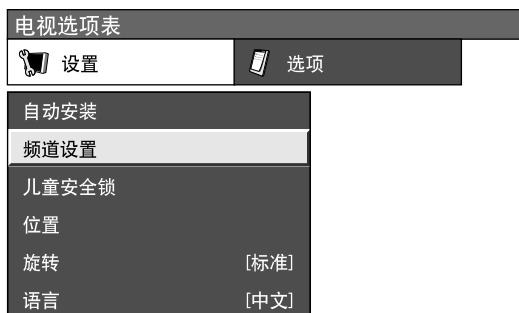 电视选项表
设置 选项
自动安装
频道设置
儿童安全锁
位置
旋转 [标准]
语言 [中文]